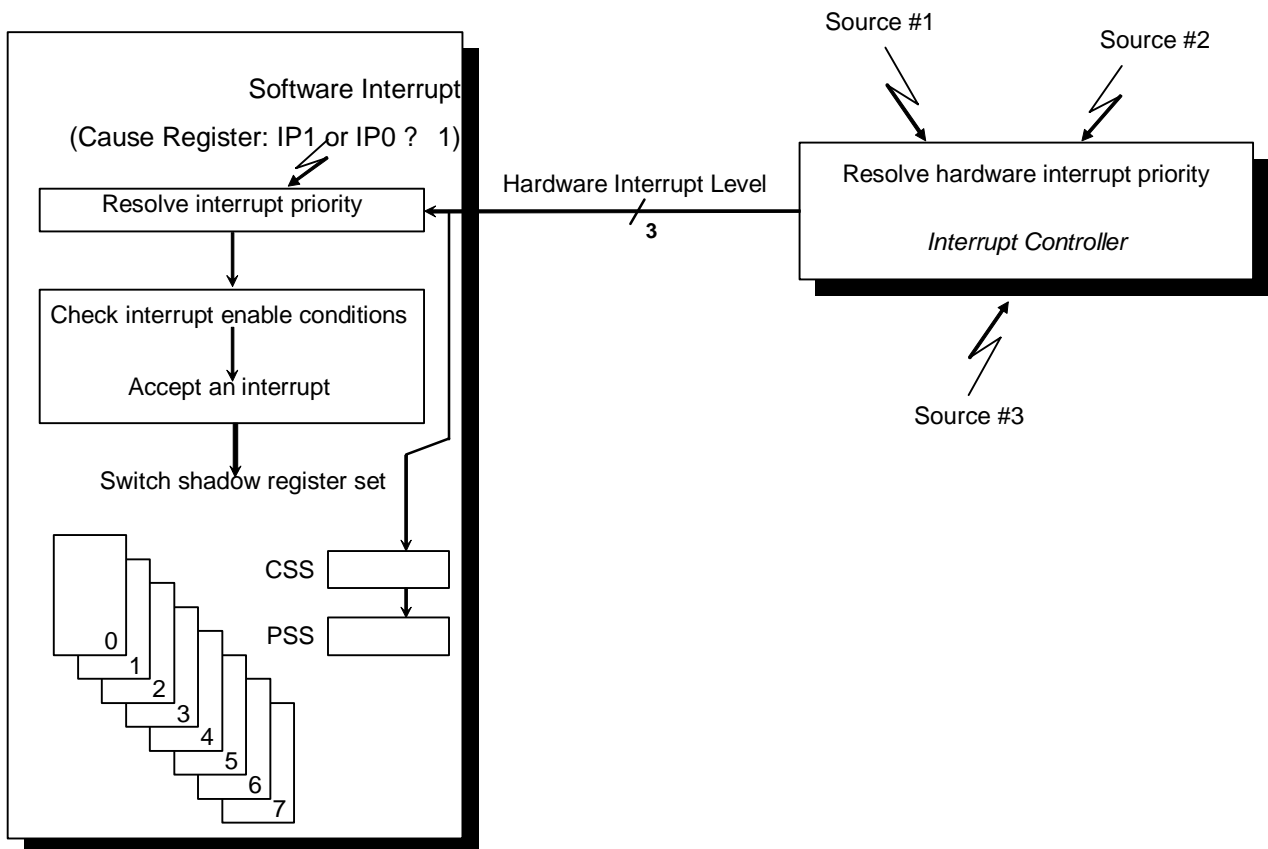 Source #1
Source #2
Software Interrupt
(Cause Register: IP1 or IP0 ? 1)
Resolve interrupt priority
Hardware Interrupt Level
3
Resolve hardware interrupt priority
Interrupt Controller
Check interrupt enable conditions
Accept an interrupt
Source #3
Switch shadow register set
CSS
PSS
0
1
2
3
4
5
6
7